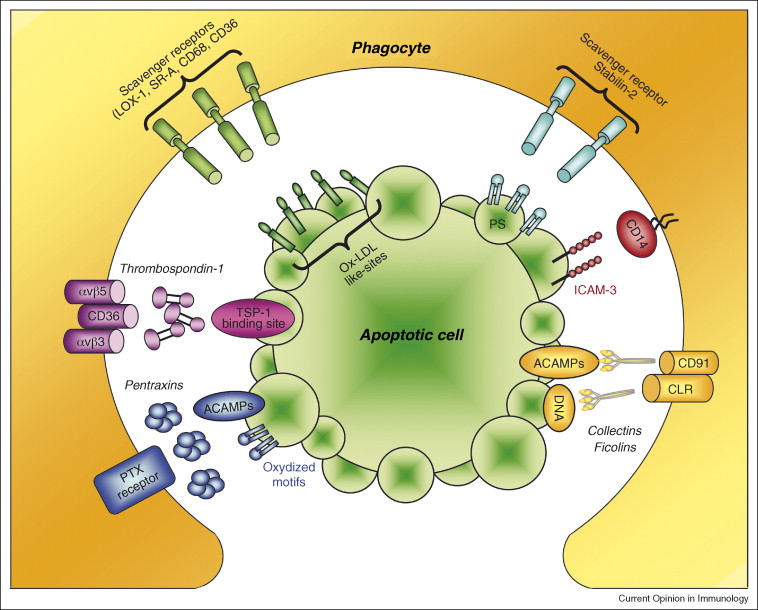 Phagocyte
Scavenger receptors
(LOX-1, SR-A, CD68, CD36
Scavenger receptor
Stabilin-2
PS
CD14
Ox-LDL
like-sites
ICAM-3
Thrombospondin-1
αvβ5
CD36
αvβ3
TSP-1
binding site
Apoptotic cell
ACAMPs
CD91
CLR
DNA
Collectins
Ficolins
Pentraxins
ACAMPs
Oxydized
motifs
PTX
receptor
Current Opinion in Immunology